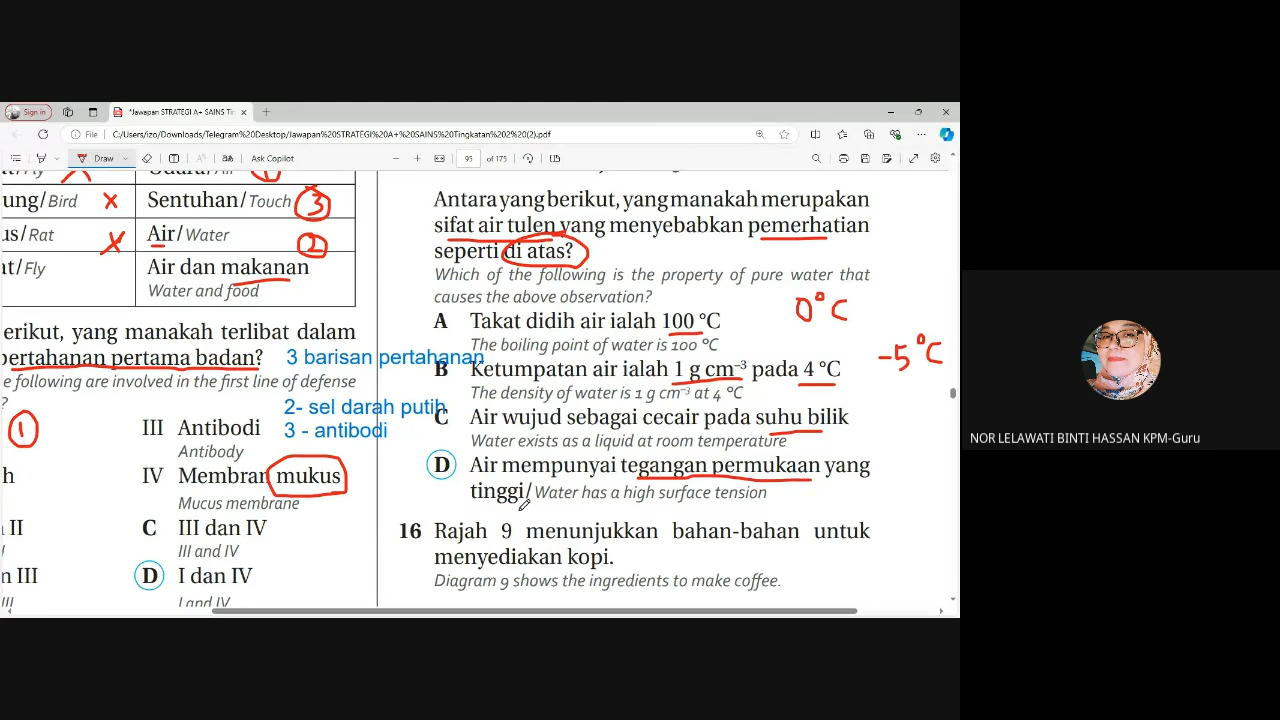 Sign in
*Jawapan STRATEGI A+ SAINS Tin
File
C:/Users/izo/Downloads/Telegram%20Desktop/Jawapan%20STRATEGI%20A+%20SAINS%20Tingkatan%202%20(2).pdf
Draw
Ask Copilot
95 of 175
ung/Bird x Sentuhan/Touch 3
us/Rat x Air/Water 2
at/Fly Air dan makanan
Water and food
erikut, yang manakah terlibat dalam
pertahanan pertama badan? 3 barisan pertahanan
e following are involved in the first line of defense
?
2- sel darah putih
3 - antibodi
1 III Antibodi
Antibody
h IV Membran mukus
Mucus membrane
II C III dan IV
I III and IV
n III D I dan IV
III I and IV
Antara yang berikut, yang manakah merupakan
sifat air tulen yang menyebabkan pemerhatian
seperti di atas?
Which of the following is the property of pure water that
causes the above observation?
0°C
A Takat didih air ialah 100 °C
The boiling point of water is 100 °C
-5°C
B Ketumpatan air ialah 1 g cm⁻³ pada 4 °C
The density of water is 1 g cm⁻³ at 4 °C
C Air wujud sebagai cecair pada suhu bilik
Water exists as a liquid at room temperature
D Air mempunyai tegangan permukaan yang
tinggi/Water has a high surface tension
16 Rajah 9 menunjukkan bahan-bahan untuk
menyediakan kopi.
Diagram 9 shows the ingredients to make coffee.
NOR LELAWATI BINTI HASSAN KPM-Guru